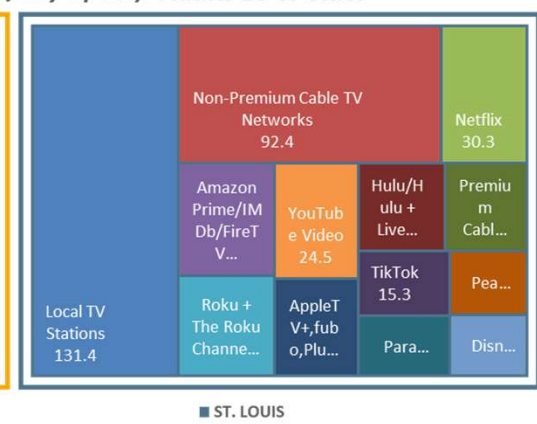 Local TV
Stations
131.4
Non-Premium Cable TV
Networks
92.4
Netflix
30.3
Amazon
Prime/IM
Db/FireT
V...
YouTub
e Video
24.5
Hulu/H
ulu +
Live...
Premiu
m
Cabl...
Roku +
The Roku
Channe...
AppleT
V+,fub
o,Plu...
TikTok
15.3
Pea...
Para...
Disn...
ST. LOUIS